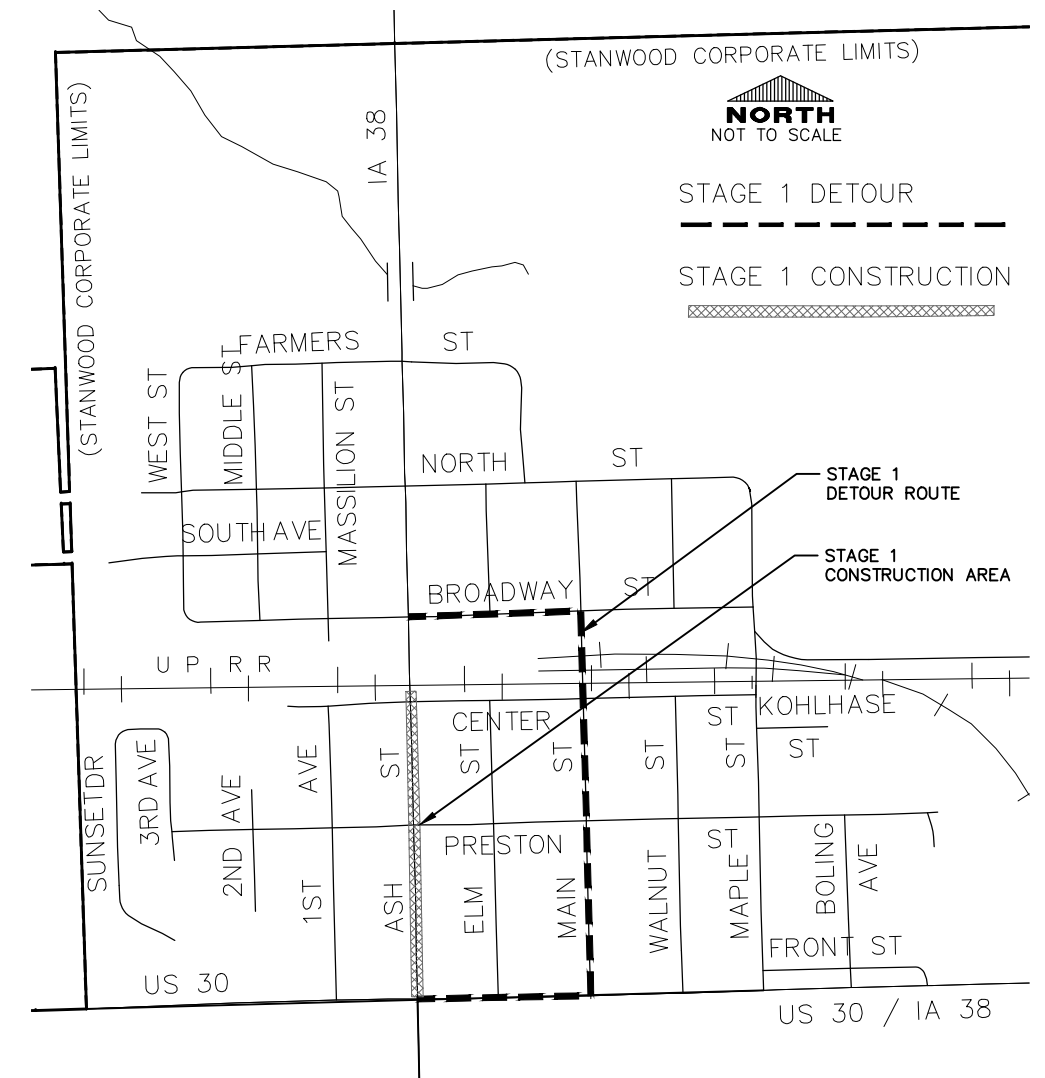 (STANWOOD CORPORATE LIMITS)
(STANWOOD CORPORATE LIMITS)
IA 38
NORTH
NOT TO SCALE
STAGE 1 DETOUR
STAGE 1 CONSTRUCTION
FARMERS ST
WEST ST
MIDDLE ST
MASSILION ST
NORTH ST
STAGE 1
DETOUR ROUTE
SOUTH AVE
STAGE 1
CONSTRUCTION AREA
BROADWAY ST
U P R R
CENTER ST
KOHLHASE ST
SUNSET DR
3RD AVE
2ND AVE
1ST AVE
ASH ST
ELM ST
MAIN ST
WALNUT ST
MAPLE ST
PRESTON ST
BOLING AVE
FRONT ST
US 30
US 30 / IA 38